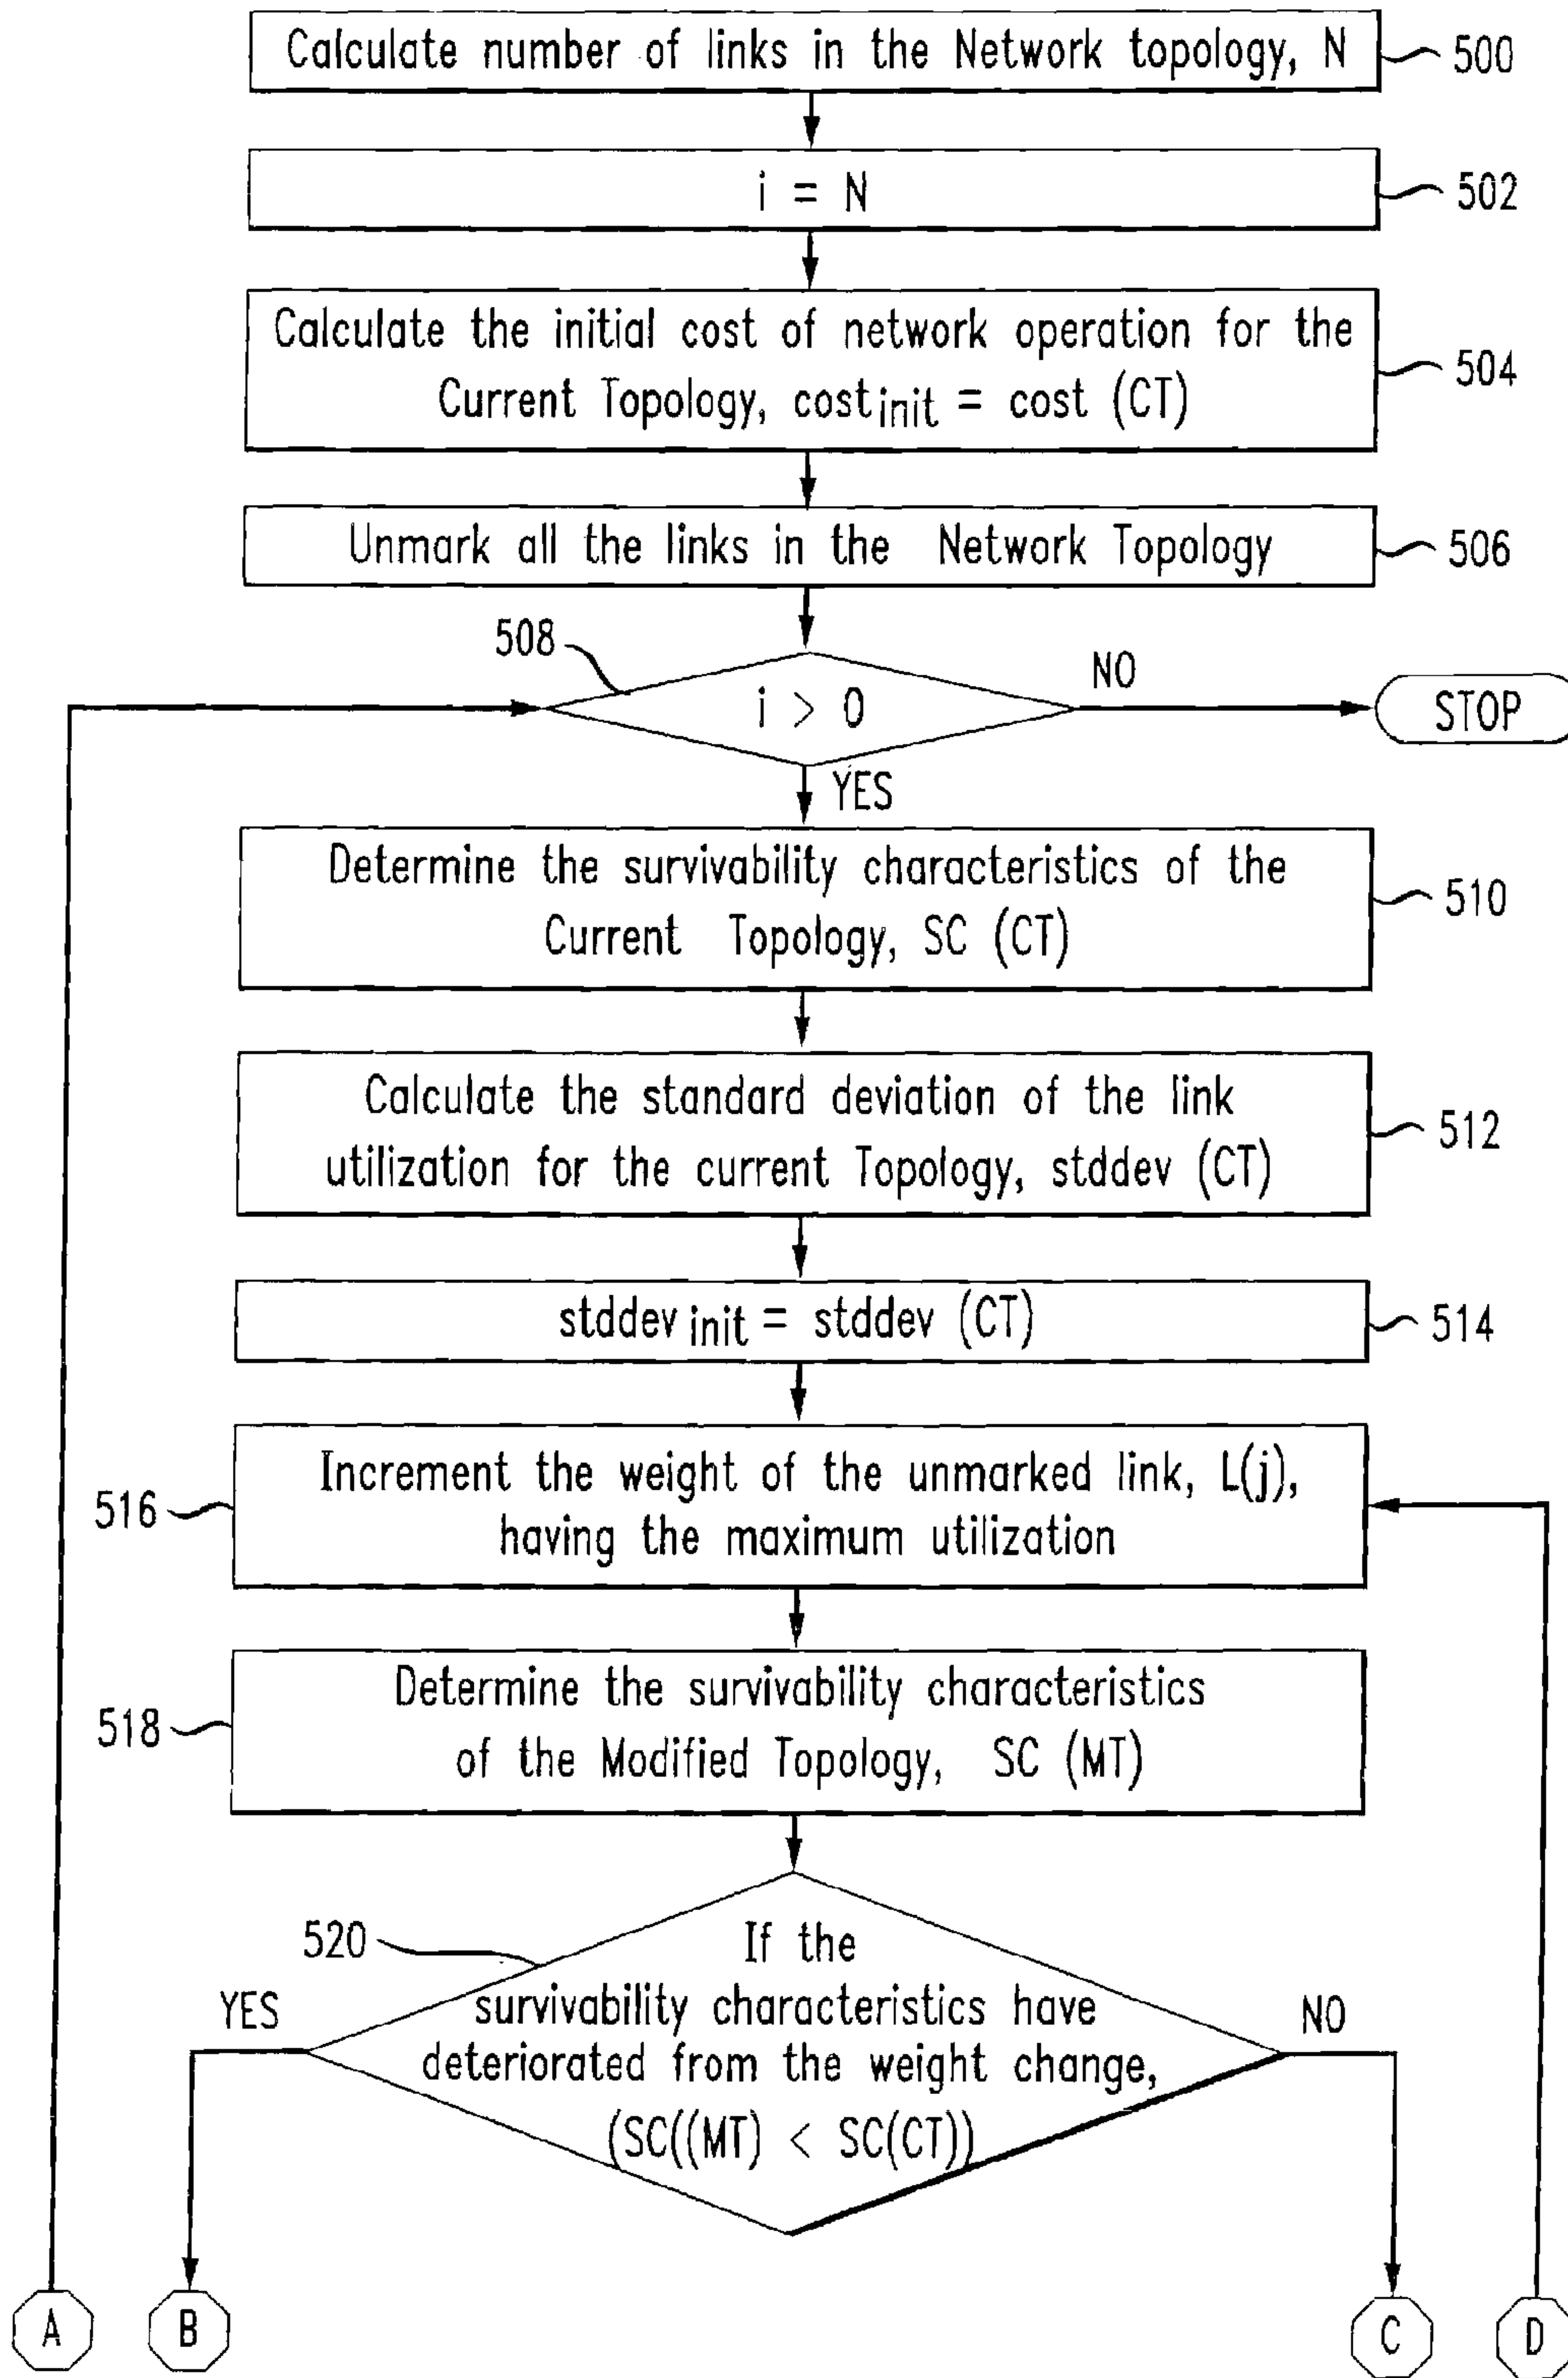 Calculate number of links in the Network topology, N
500
i = N
502
Calculate the initial cost of network operation for the
Current Topology, cost init = cost (CT)
504
Unmark all the links in the Network Topology
506
508
i > 0
NO
STOP
YES
Determine the survivability characteristics of the
Current Topology, SC (CT)
510
Calculate the standard deviation of the link
utilization for the current Topology, stddev (CT)
512
stddev init = stddev (CT)
514
Increment the weight of the unmarked link, L(j),
having the maximum utilization
516
Determine the survivability characteristics
of the Modified Topology, SC (MT)
518
520
If the
survivability characteristics have
deteriorated from the weight change,
(SC((MT) < SC(CT))
YES
NO
A
B
C
D